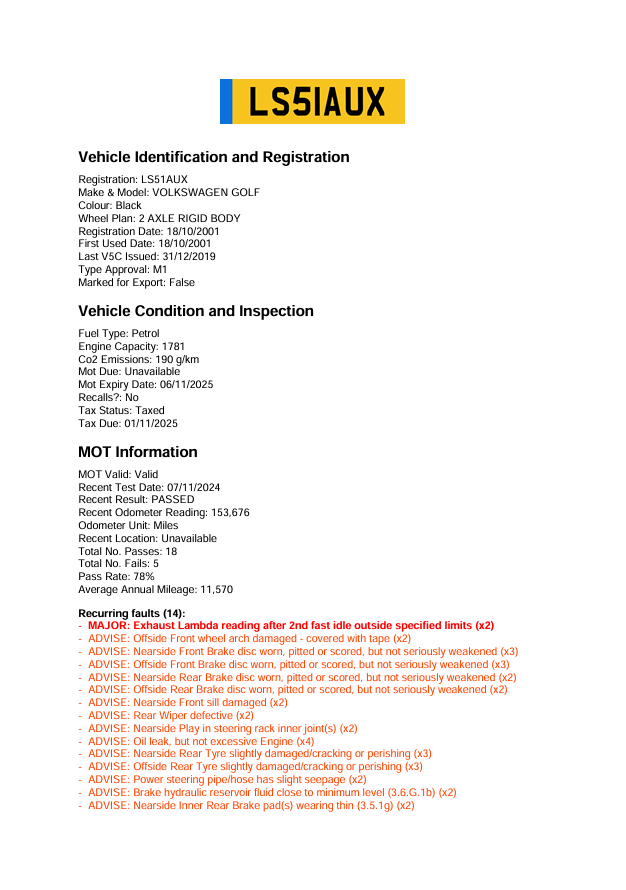 LS51AUX
Vehicle Identification and Registration
Registration: LS51AUX
Make & Model: VOLKSWAGEN GOLF
Colour: Black
Wheel Plan: 2 AXLE RIGID BODY
Registration Date: 18/10/2001
First Used Date: 18/10/2001
Last V5C Issued: 31/12/2019
Type Approval: M1
Marked for Export: False
Vehicle Condition and Inspection
Fuel Type: Petrol
Engine Capacity: 1781
Co2 Emissions: 190 g/km
Mot Due: Unavailable
Mot Expiry Date: 06/11/2025
Recalls?: No
Tax Status: Taxed
Tax Due: 01/11/2025
MOT Information
MOT Valid: Valid
Recent Test Date: 07/11/2024
Recent Result: PASSED
Recent Odometer Reading: 153,676
Odometer Unit: Miles
Recent Location: Unavailable
Total No. Passes: 18
Total No. Fails: 5
Pass Rate: 78%
Average Annual Mileage: 11,570
Recurring faults (14):
- MAJOR: Exhaust Lambda reading after 2nd fast idle outside specified limits (x2)
- ADVISE: Offside Front wheel arch damaged - covered with tape (x2)
- ADVISE: Nearside Front Brake disc worn, pitted or scored, but not seriously weakened (x3)
- ADVISE: Offside Front Brake disc worn, pitted or scored, but not seriously weakened (x3)
- ADVISE: Nearside Rear Brake disc worn, pitted or scored, but not seriously weakened (x2)
- ADVISE: Offside Rear Brake disc worn, pitted or scored, but not seriously weakened (x2)
- ADVISE: Nearside Front sill damaged (x2)
- ADVISE: Rear Wiper defective (x2)
- ADVISE: Nearside Play in steering rack inner joint(s) (x2)
- ADVISE: Oil leak, but not excessive Engine (x4)
- ADVISE: Nearside Rear Tyre slightly damaged/cracking or perishing (x3)
- ADVISE: Offside Rear Tyre slightly damaged/cracking or perishing (x3)
- ADVISE: Power steering pipe/hose has slight seepage (x2)
- ADVISE: Brake hydraulic reservoir fluid close to minimum level (3.6.G.1b) (x2)
- ADVISE: Nearside Inner Rear Brake pad(s) wearing thin (3.5.1g) (x2)